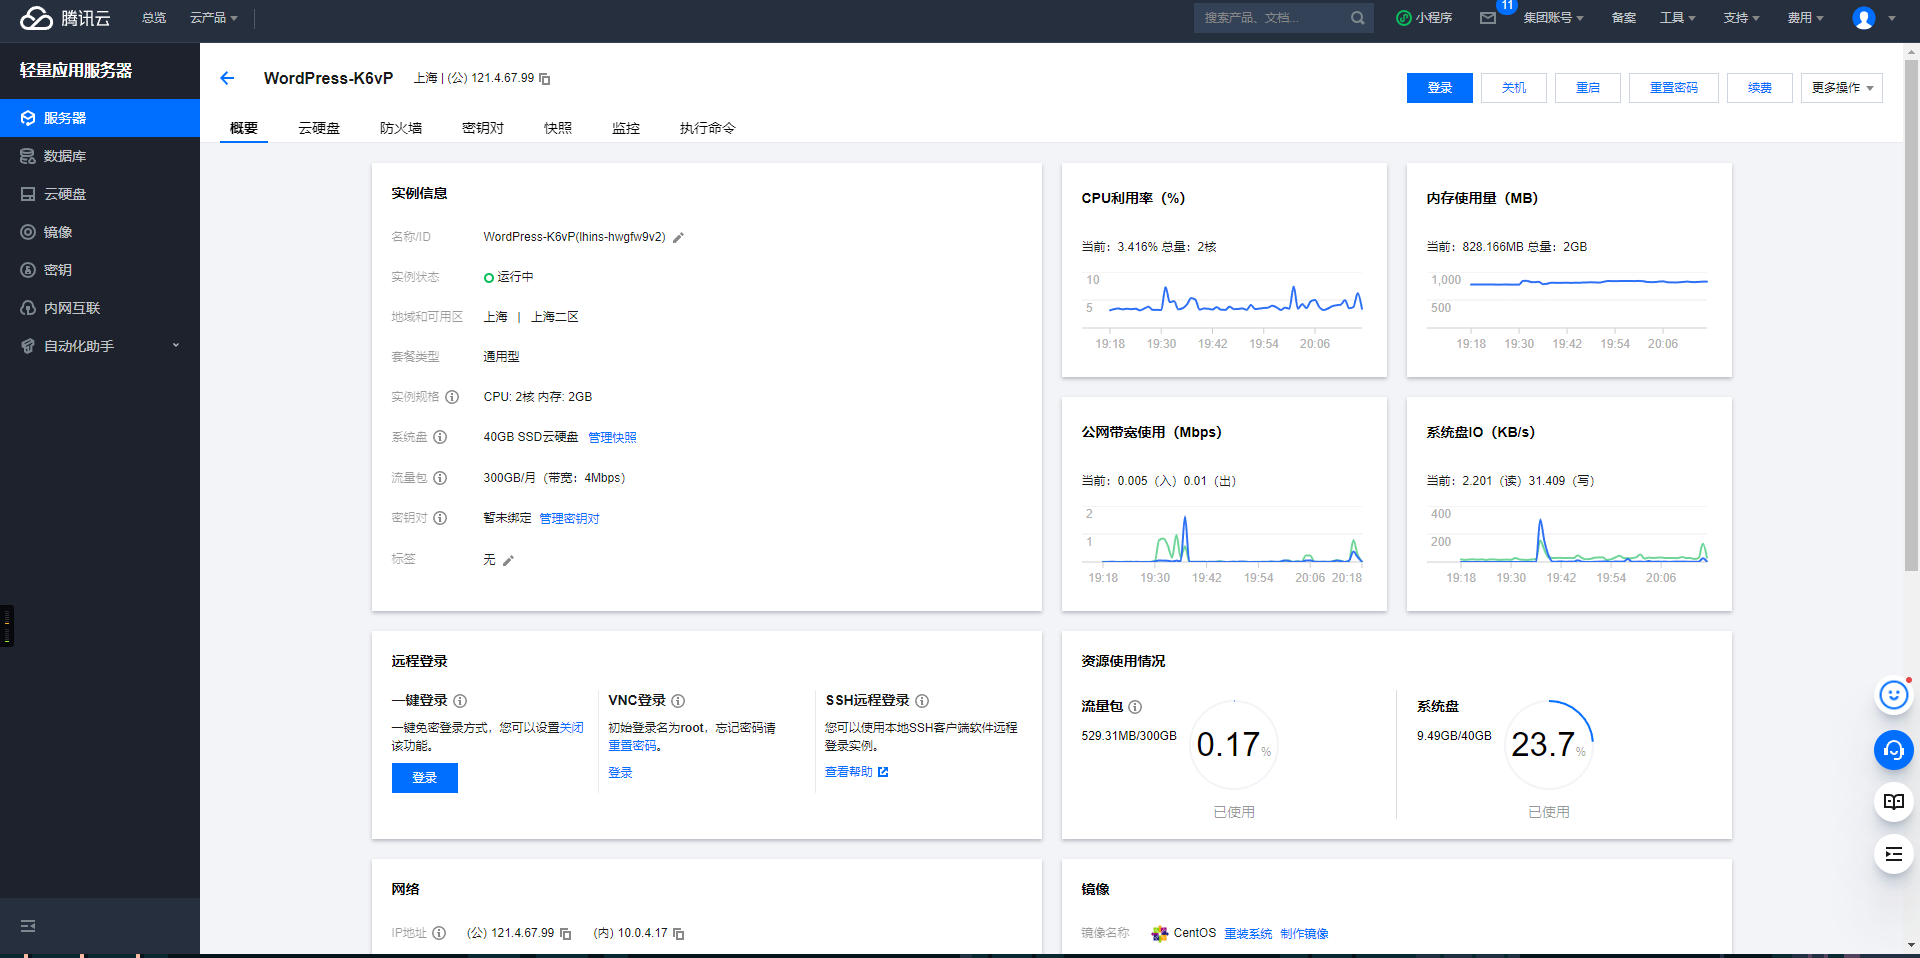 腾讯云 总览 云产品 搜索产品、文档... 小程序 11 集团账号 备案 工具 支持 费用
轻量应用服务器
服务器
数据库
云硬盘
镜像
密钥
内网互联
自动化助手
WordPress-K6vP 上海 | (公) 121.4.67.99
登录 关机 重启 重置密码 续费 更多操作
概要 云硬盘 防火墙 密钥对 快照 监控 执行命令
实例信息
名称/ID WordPress-K6vP(lhins-hwgfw9v2)
实例状态 运行中
地域和可用区 上海 | 上海二区
套餐类型 通用型
实例规格 CPU: 2核 内存: 2GB
系统盘 40GB SSD云硬盘 管理快照
流量包 300GB/月（带宽：4Mbps）
密钥对 暂未绑定 管理密钥对
标签 无
CPU利用率（%）
当前：3.416% 总量：2核
10
5
19:18 19:30 19:42 19:54 20:06
内存使用量（MB）
当前：828.166MB 总量：2GB
1,000
500
19:18 19:30 19:42 19:54 20:06
公网带宽使用（Mbps）
当前：0.005（入）0.01（出）
2
1
19:18 19:30 19:42 19:54 20:06 20:18
系统盘IO（KB/s）
当前：2.201（读）31.409（写）
400
200
19:18 19:30 19:42 19:54 20:06
远程登录
一键登录
一键免密登录方式，您可以设置关闭
该功能。
登录
VNC登录
初始登录名为root，忘记密码请
重置密码。
登录
SSH远程登录
您可以使用本地SSH客户端软件远程
登录实例。
查看帮助
资源使用情况
流量包
529.31MB/300GB
0.17%
已使用
系统盘
9.49GB/40GB
23.7%
已使用
网络
IP地址 (公) 121.4.67.99 (内) 10.0.4.17
镜像
镜像名称 CentOS 重装系统 制作镜像